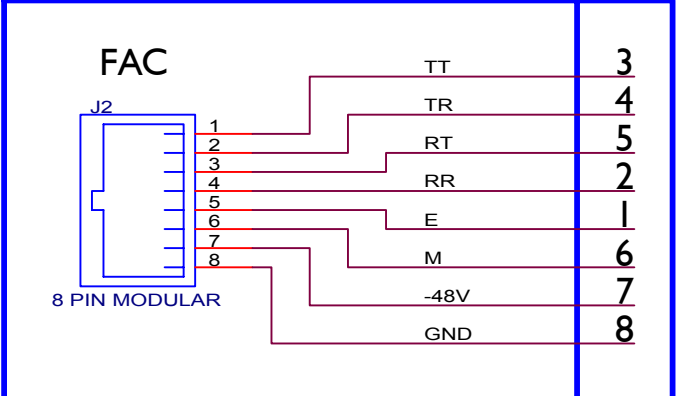 FAC
J2
1
2
3
4
5
6
7
8
8 PIN MODULAR
TT 3
TR 4
RT 5
RR 2
E 1
M 6
-48V 7
GND 8